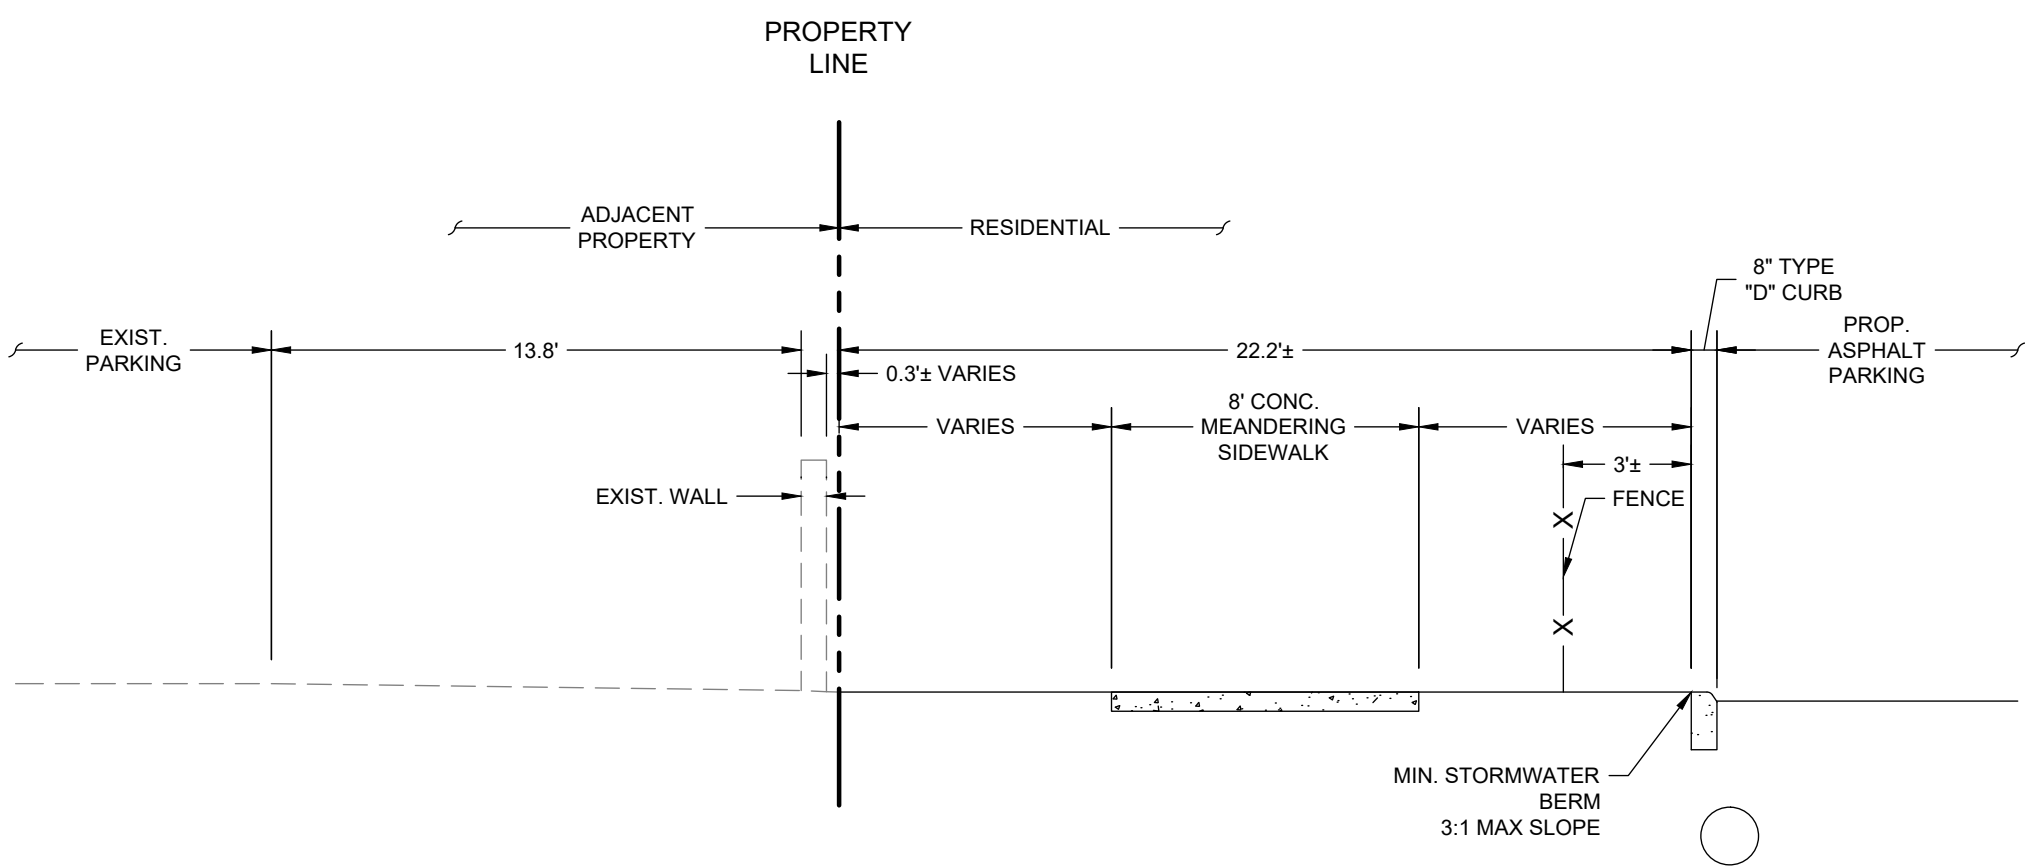 PROPERTY
LINE
ADJACENT
PROPERTY
RESIDENTIAL
8" TYPE
"D" CURB
EXIST.
PARKING
13.8'
22.2'±
PROP.
ASPHALT
PARKING
0.3'± VARIES
VARIES
8' CONC.
MEANDERING
SIDEWALK
VARIES
3'±
EXIST. WALL
FENCE
X
X
MIN. STORMWATER
BERM
3:1 MAX SLOPE